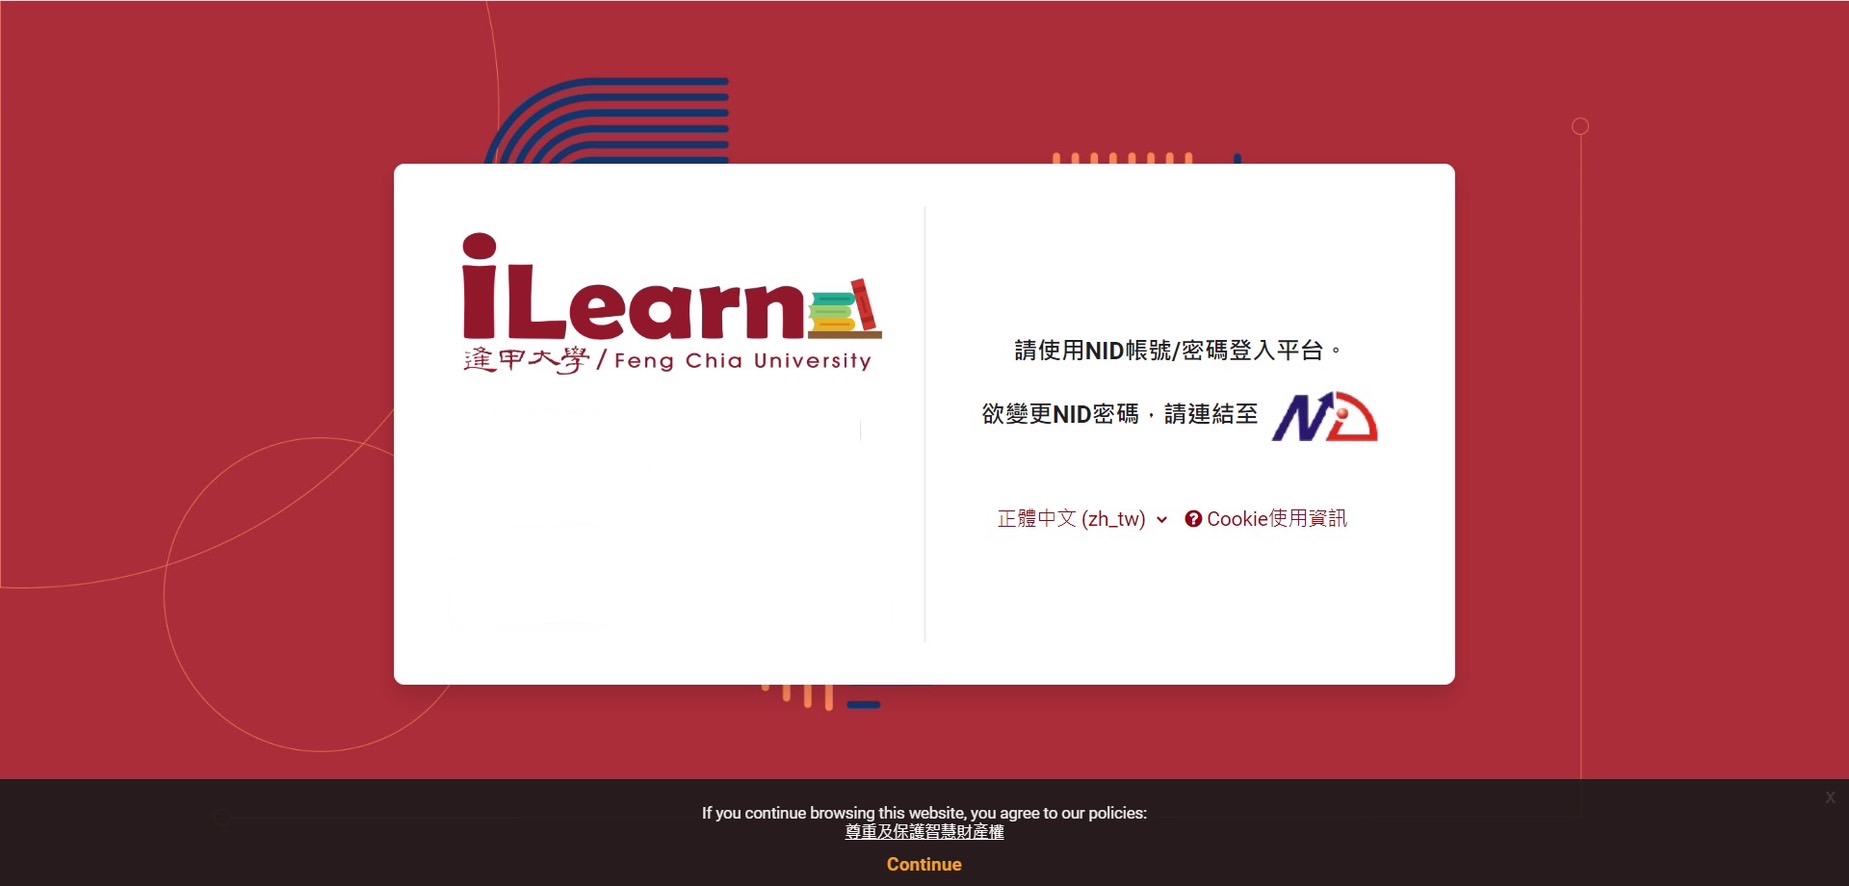 iLearn
逢甲大學/Feng Chia University
請使用NID帳號/密碼登入平台。
欲變更NID密碼，請連結至 NiD
正體中文 (zh_tw) Cookie使用資訊
x
If you continue browsing this website, you agree to our policies:
尊重及保護智慧財產權
Continue